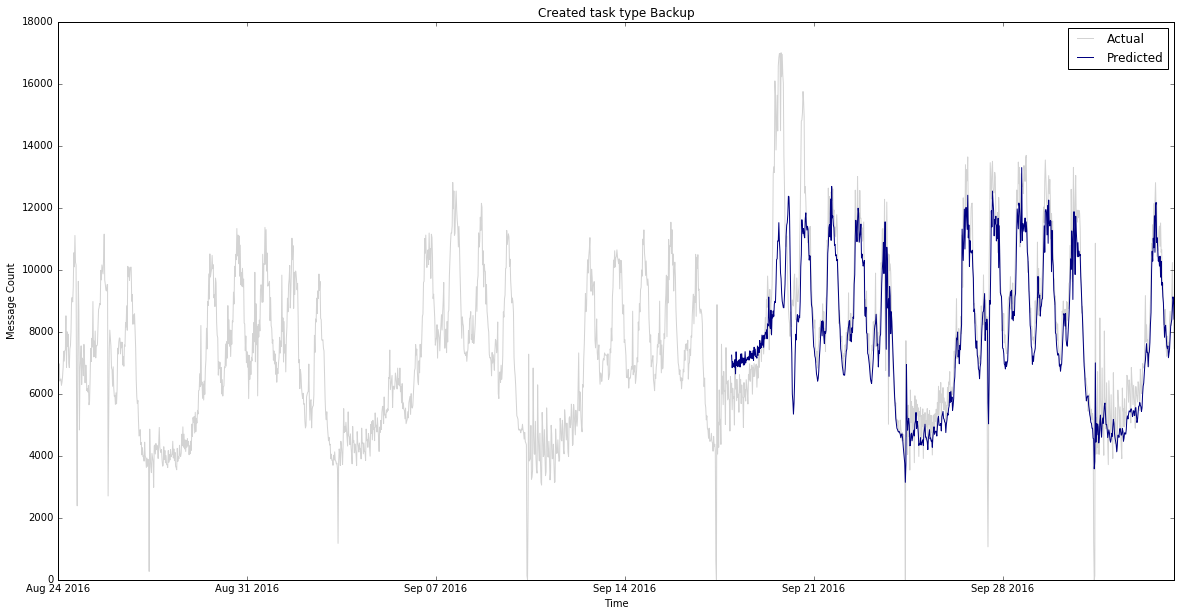 Created task type Backup
18000
16000
14000
12000
10000
8000
6000
4000
2000
0
Message Count
Actual
Predicted
Aug 24 2016
Aug 31 2016
Sep 07 2016
Sep 14 2016
Sep 21 2016
Sep 28 2016
Time